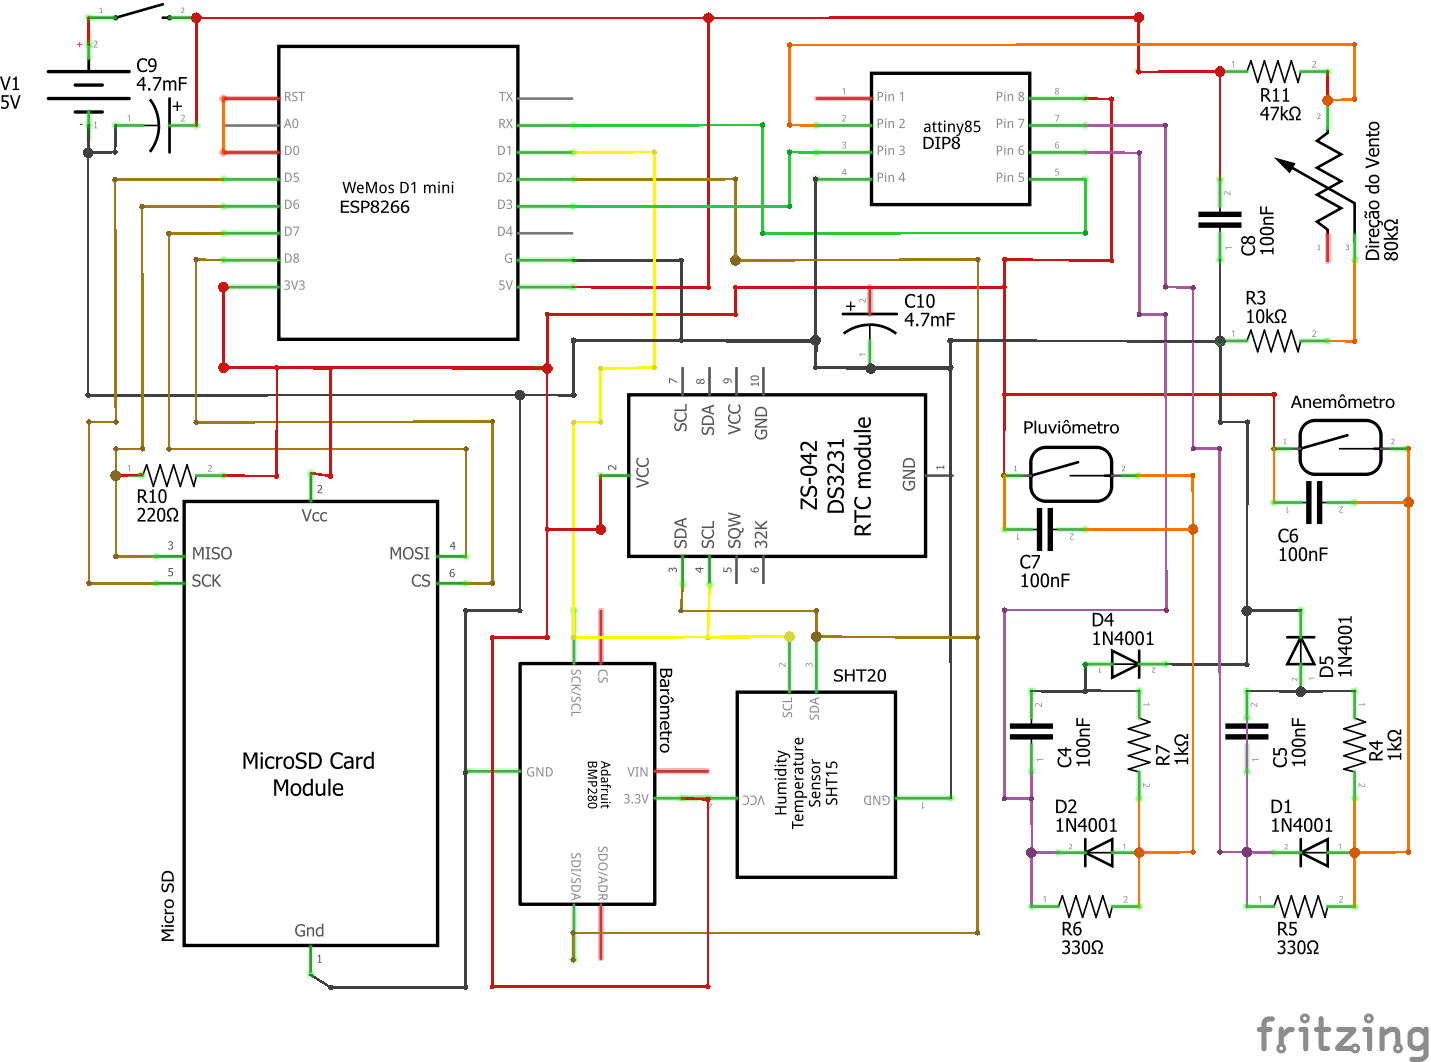 V1
5V
C9
4.7mF
RST
A0
D0
D5
D6
D7
D8
3V3
WeMos D1 mini
ESP8266
TX
RX
D1
D2
D3
D4
G
5V
Pin 1
Pin 2
Pin 3
Pin 4
attiny85
DIP8
Pin 8
Pin 7
Pin 6
Pin 5
R11
47kΩ
Direção do Vento
80kΩ
C8
100nF
R3
10kΩ
C10
4.7mF
SCL
SDA
VCC
GND
VCC
ZS-042
DS3231
RTC module
GND
SDA
SCL
SQW
32K
Pluviômetro
C7
100nF
Anemômetro
C6
100nF
R10
220Ω
Vcc
MISO
SCK
MOSI
CS
MicroSD Card
Module
Micro SD
Gnd
SCK/SCL
CS
Barômetro
GND
Adafruit
BMP280
VIN
3.3V
SDI/SDA
SDO/ADR
SHT20
SCL
SDA
VCC
Humidity
Temperature
Sensor
SHT15
GND
D4
1N4001
D5
1N4001
C4
100nF
R7
1kΩ
C5
100nF
R4
1kΩ
D2
1N4001
D1
1N4001
R6
330Ω
R5
330Ω
fritzing